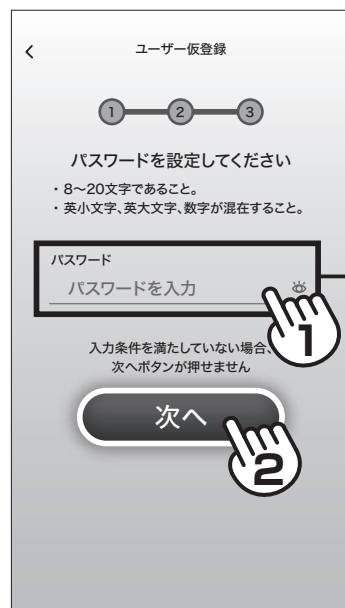 ユーザー仮登録
1 2 3
パスワードを設定してください
・8～20文字であること。
・英小文字、英大文字、数字が混在すること。
パスワード
パスワードを入力
1
入力条件を満たしていない場合、
次へボタンが押せません
次へ
2